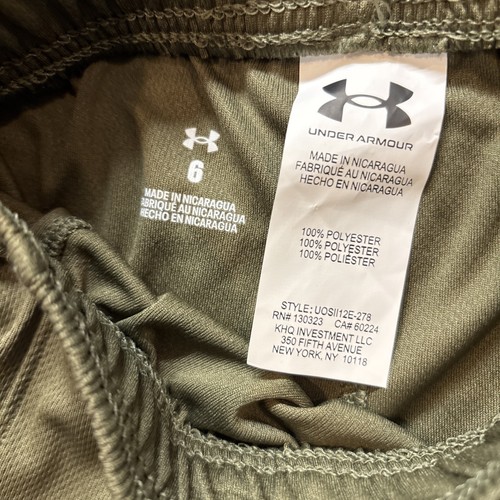 6
MADE IN NICARAGUA
FABRIQUÉ AU NICARAGUA
HECHO EN NICARAGUA
UNDER ARMOUR
MADE IN NICARAGUA
FABRIQUÉ AU NICARAGUA
HECHO EN NICARAGUA
100% POLYESTER
100% POLYESTER
100% POLIÉSTER
STYLE: UOSII12E-278
RN# 130323 CA# 60224
KHQ INVESTMENT LLC
350 FIFTH AVENUE
NEW YORK, NY 10118